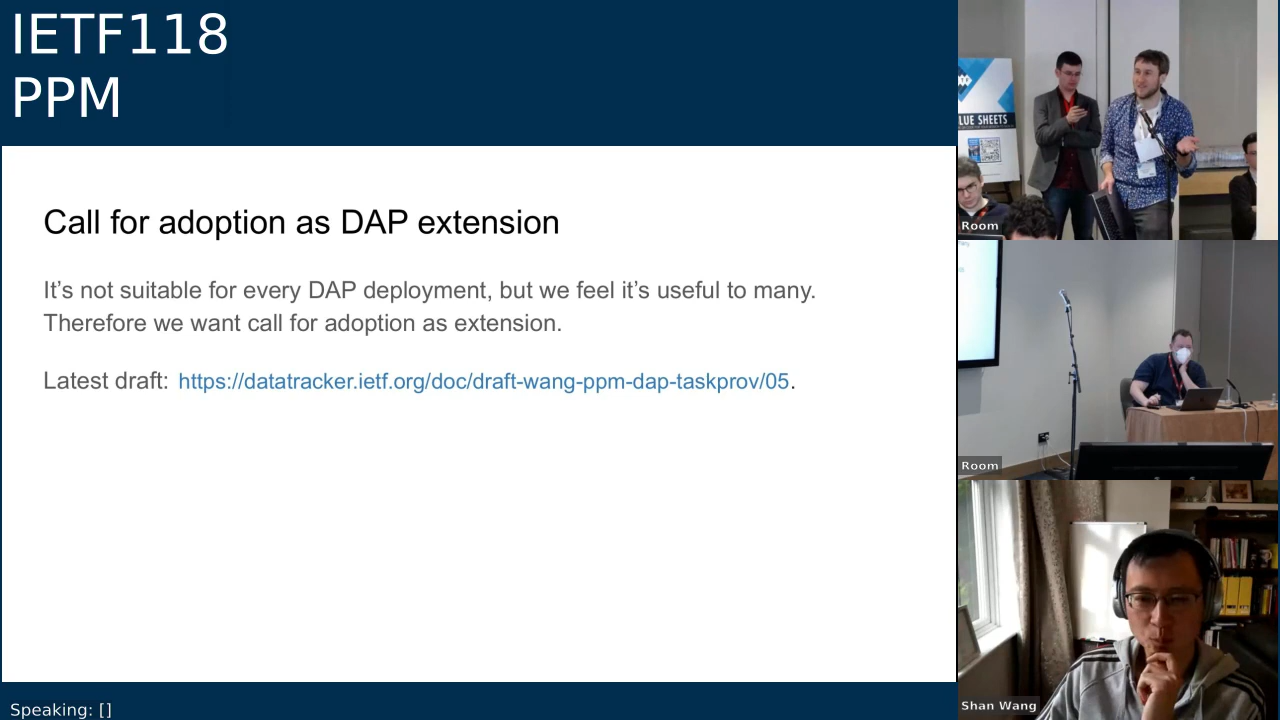 IETF118
PPM
Call for adoption as DAP extension
It's not suitable for every DAP deployment, but we feel it's useful to many.
Therefore we want call for adoption as extension.
Latest draft: https://datatracker.ietf.org/doc/draft-wang-ppm-dap-taskprov/05.
Speaking: []
LUE SHEETS
Room
Room
Shan Wang